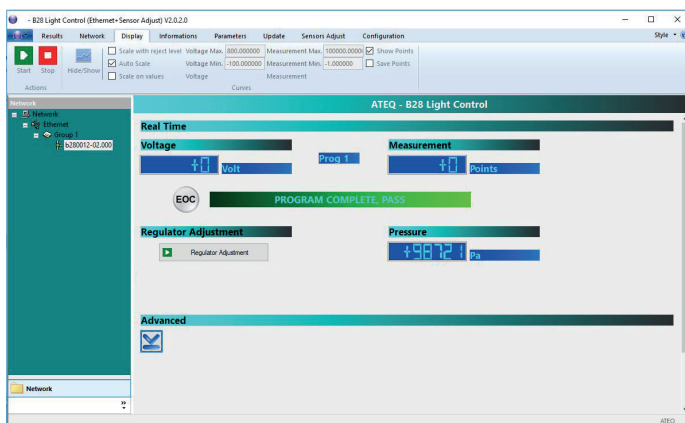 - B28 Light Control (Ethernet+Sensor Adjust) V2.0.2.0
Results Network Display Informations Parameters Update Sensors Adjust Configuration Style
Scale with reject level Voltage Max. 800.000000 Measurement Max. 100000.0000 Show Points
Auto Scale Voltage Min. -100.000000 Measurement Min. -1.000000 Save Points
Start Stop Hide/Show Scale on values Voltage Measurement
Actions Curves
Network
ATEQ - B28 Light Control
Network
Ethernet
Group 1
b280012-02.000
Real Time
Voltage Measurement
+0 Volt Prog 1 +0 Points
EOC PROGRAM COMPLETE, PASS
Regulator Adjustment Pressure
Regulator Adjustment +98721 Pa
Advanced
Network
ATEQ